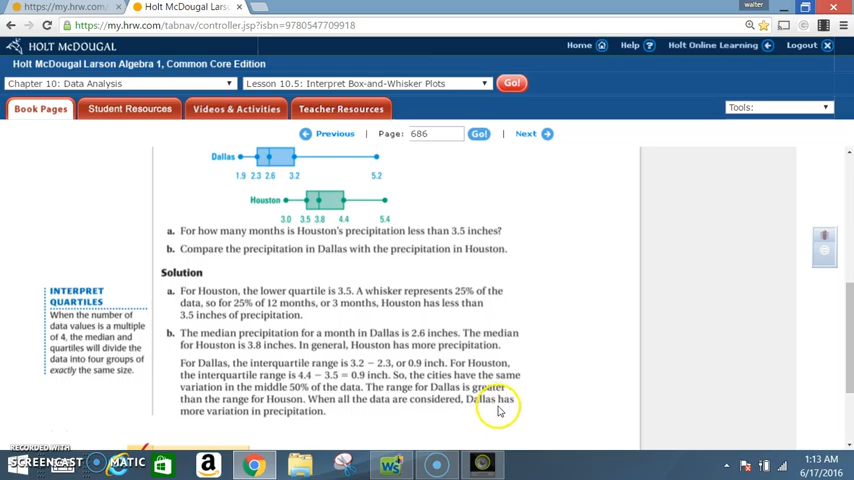 https://my.hrw.com/tabnav/
Holt McDougal Larson Alg
walter
https://my.hrw.com/tabnav/controller.jsp?isbn=9780547709918
HOLT McDOUGAL
Home
Help
Holt Online Learning
Logout
Holt McDougal Larson Algebra 1, Common Core Edition
Chapter 10: Data Analysis
Lesson 10.5: Interpret Box-and-Whisker Plots
Go!
Book Pages
Student Resources
Videos & Activities
Teacher Resources
Tools:
Previous | Page: 686 Go! | Next
Dallas
1.9 2.3 2.6 3.2 5.2
Houston
3.0 3.5 3.8 4.4 5.4
a. For how many months is Houston's precipitation less than 3.5 inches?
b. Compare the precipitation in Dallas with the precipitation in Houston.
Solution
INTERPRET
QUARTILES
When the number of
data values is a multiple
of 4, the median and
quartiles will divide the
data into four groups of
exactly the same size.
a. For Houston, the lower quartile is 3.5. A whisker represents 25% of the
data, so for 25% of 12 months, or 3 months, Houston has less than
3.5 inches of precipitation.
b. The median precipitation for a month in Dallas is 2.6 inches. The median
for Houston is 3.8 inches. In general, Houston has more precipitation.
For Dallas, the interquartile range is 3.2 − 2.3, or 0.9 inch. For Houston,
the interquartile range is 4.4 − 3.5 = 0.9 inch. So, the cities have the same
variation in the middle 50% of the data. The range for Dallas is greater
than the range for Houson. When all the data are considered, Dallas has
more variation in precipitation.
RECORDED WITH
SCREENCAST MATIC
1:13 AM
6/17/2016